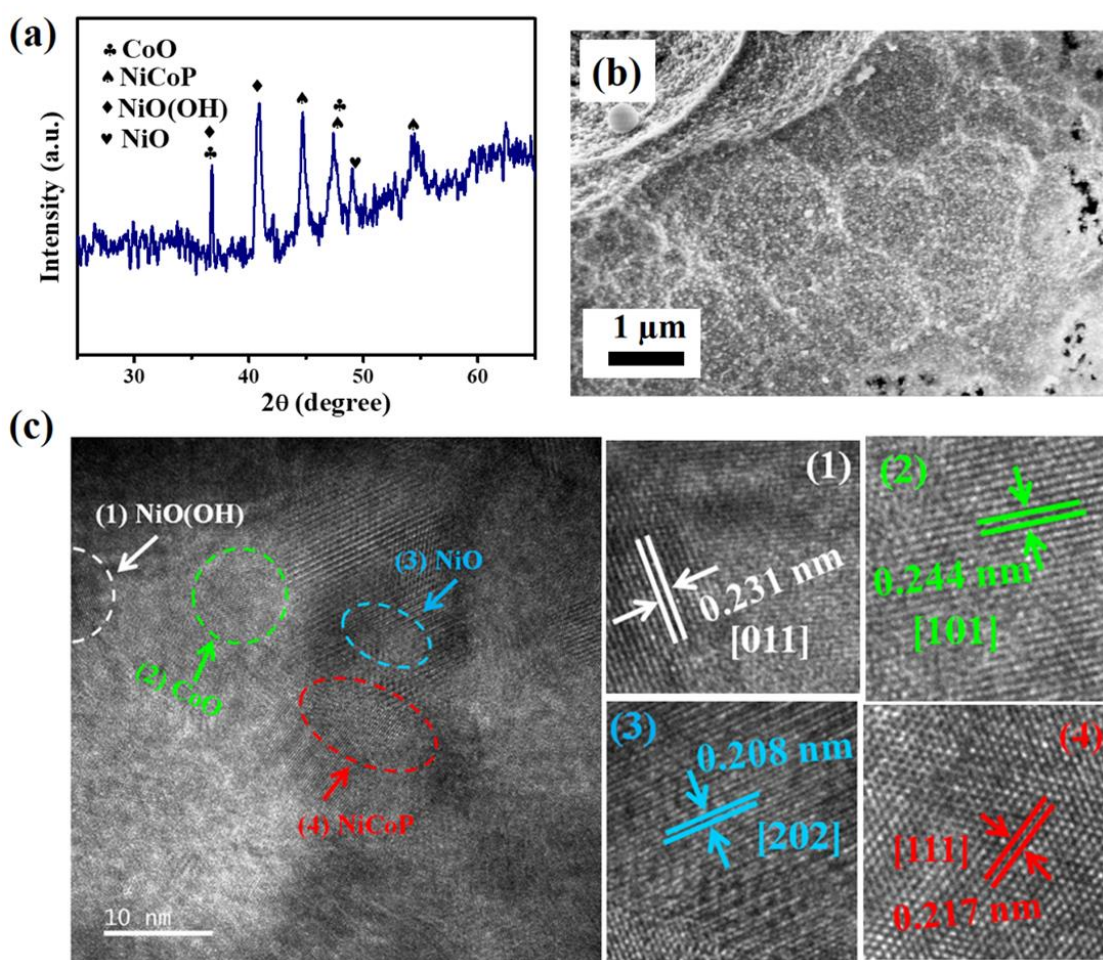 (a)
♣ CoO
♠ NiCoP
♦ NiO(OH)
♥ NiO
Intensity (a.u.)
30 40 50 60
2θ (degree)
(b)
1 μm
(c)
(1) NiO(OH)
(2) CoO
(3) NiO
(4) NiCoP
10 nm
(1)
0.231 nm
[011]
(2)
0.244 nm
[101]
(3)
0.208 nm
[202]
(4)
[111]
0.217 nm